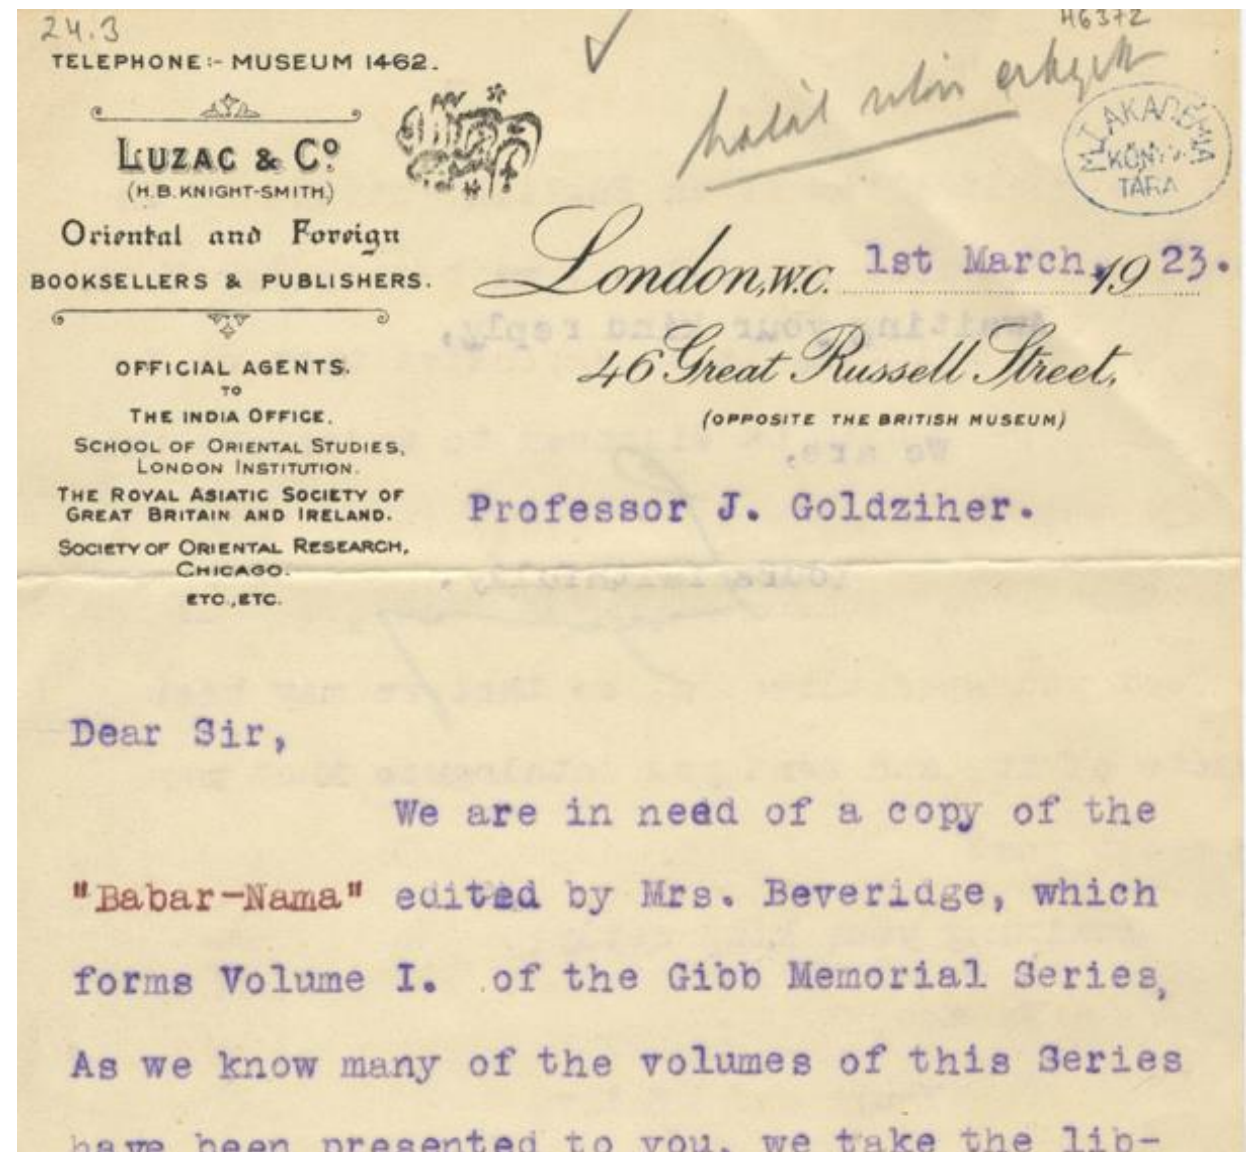 24.3
46372
TELEPHONE:- MUSEUM 1462.
halál után érkezett
LUZAC & Cº
(H.B. KNIGHT-SMITH.)
Oriental and Foreign
BOOKSELLERS & PUBLISHERS.
AKADÉMIA
KÖNYV
TÁRA
London, W.C. 1st March, 1923.
46 Great Russell Street,
(OPPOSITE THE BRITISH MUSEUM)
OFFICIAL AGENTS.
TO
THE INDIA OFFICE.
SCHOOL OF ORIENTAL STUDIES,
LONDON INSTITUTION.
THE ROYAL ASIATIC SOCIETY OF
GREAT BRITAIN AND IRELAND.
SOCIETY OF ORIENTAL RESEARCH,
CHICAGO.
ETC., ETC.
Professor J. Goldziher.
Dear Sir,
We are in need of a copy of the
"Babar-Nama" edited by Mrs. Beveridge, which
forms Volume I. of the Gibb Memorial Series,
As we know many of the volumes of this Series
have been presented to you, we take the lib-